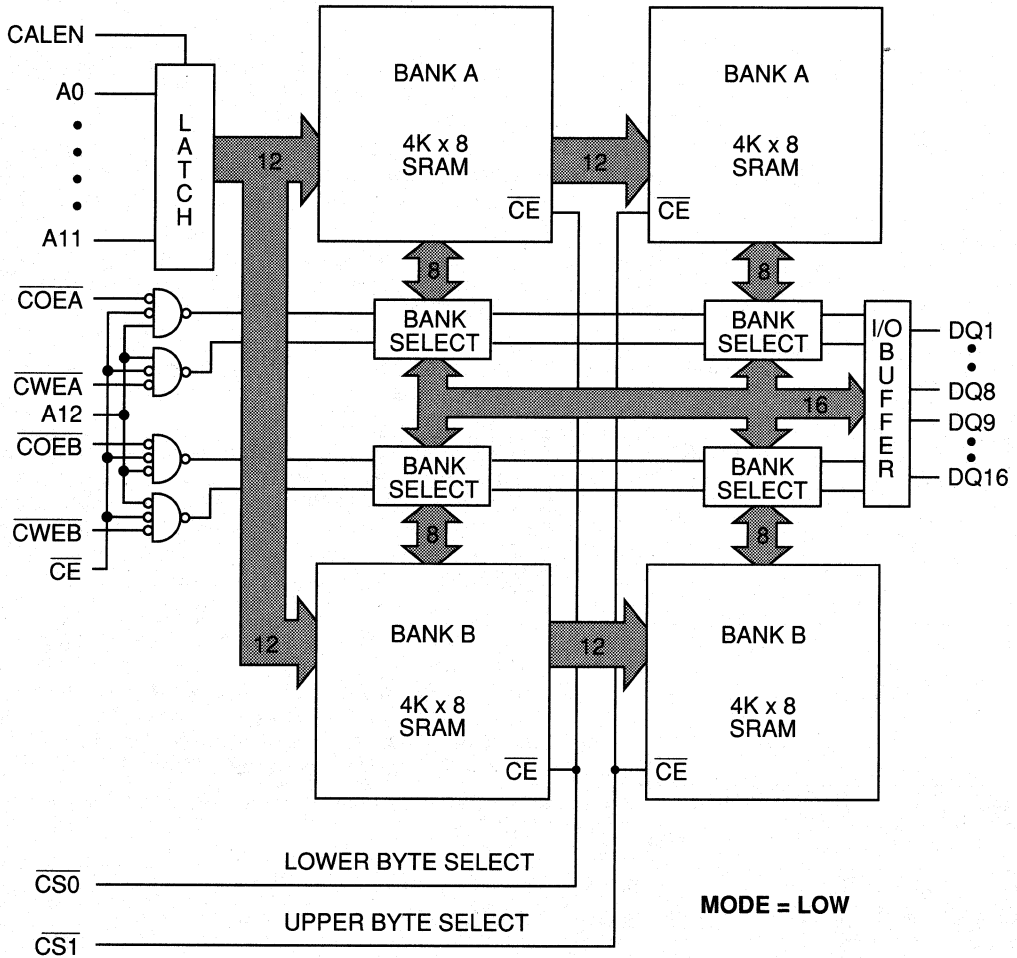 CALEN
A0
A11
LATCH
12
BANK A
4K x 8
SRAM
CE
12
BANK A
4K x 8
SRAM
CE
8
8
COEA
CWEA
A12
COEB
CWEB
CE
BANK
SELECT
BANK
SELECT
16
BANK
SELECT
BANK
SELECT
I/O
BUFFER
DQ1
DQ8
DQ9
DQ16
8
8
12
BANK B
4K x 8
SRAM
CE
12
BANK B
4K x 8
SRAM
CE
LOWER BYTE SELECT
CS0
UPPER BYTE SELECT
CS1
MODE = LOW